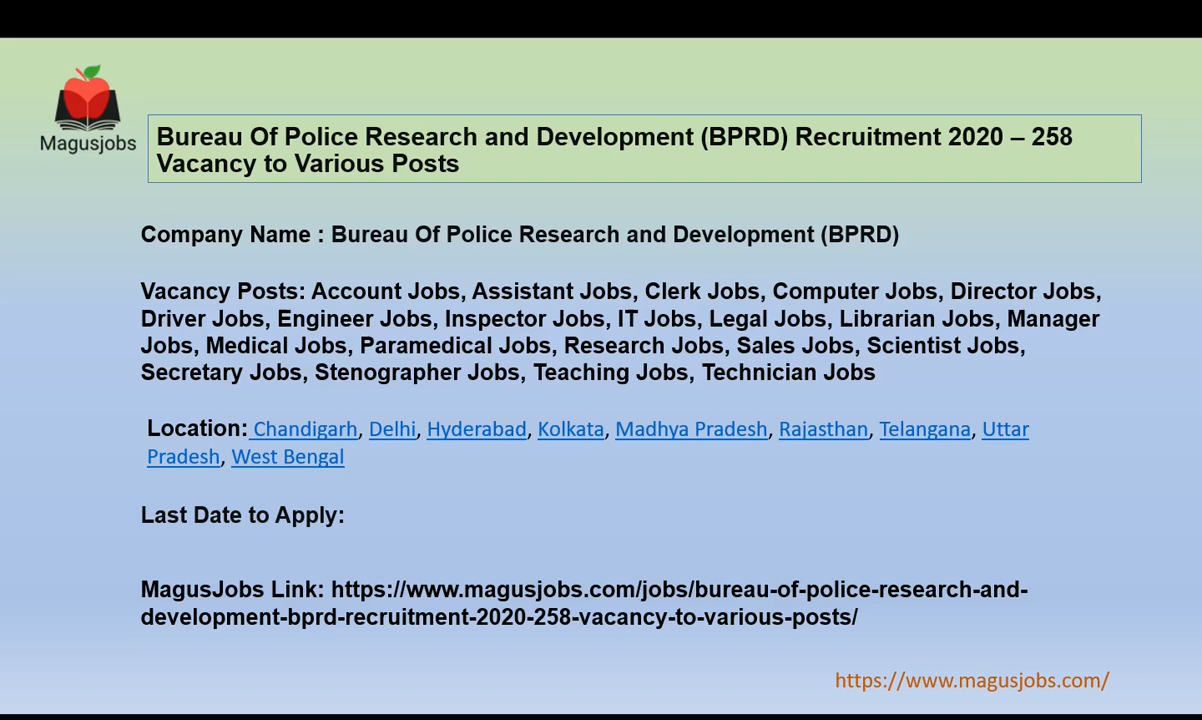 Magusjobs
Bureau Of Police Research and Development (BPRD) Recruitment 2020 – 258
Vacancy to Various Posts
Company Name : Bureau Of Police Research and Development (BPRD)
Vacancy Posts: Account Jobs, Assistant Jobs, Clerk Jobs, Computer Jobs, Director Jobs,
Driver Jobs, Engineer Jobs, Inspector Jobs, IT Jobs, Legal Jobs, Librarian Jobs, Manager
Jobs, Medical Jobs, Paramedical Jobs, Research Jobs, Sales Jobs, Scientist Jobs,
Secretary Jobs, Stenographer Jobs, Teaching Jobs, Technician Jobs
Location: Chandigarh, Delhi, Hyderabad, Kolkata, Madhya Pradesh, Rajasthan, Telangana, Uttar
Pradesh, West Bengal
Last Date to Apply:
MagusJobs Link: https://www.magusjobs.com/jobs/bureau-of-police-research-and-
development-bprd-recruitment-2020-258-vacancy-to-various-posts/
https://www.magusjobs.com/